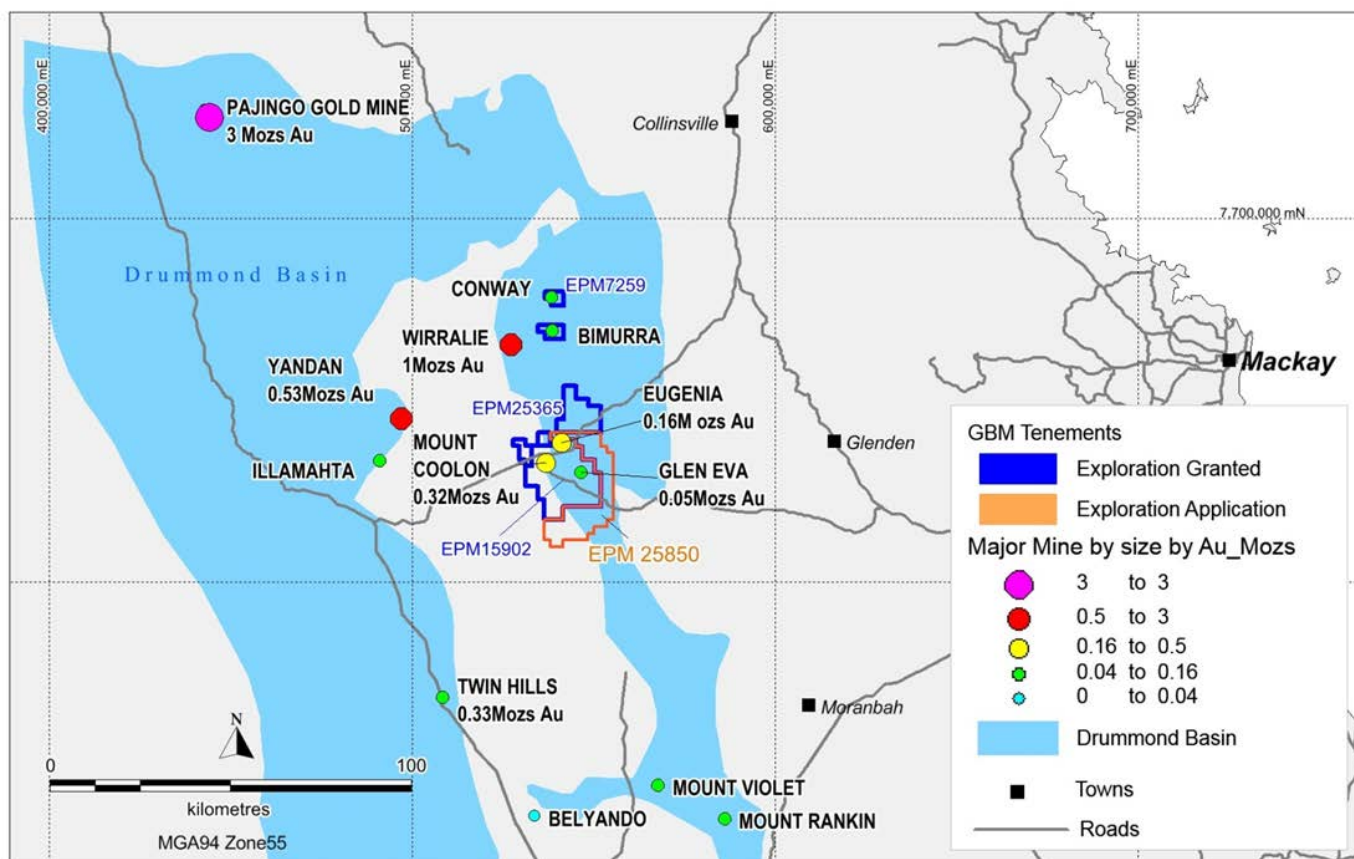 400,000 mE
500,000 mE
600,000 mE
700,000 mE
PAJINGO GOLD MINE
3 Mozs Au
Collinsville
7,700,000 mN
Drummond Basin
CONWAY
EPM7259
WIRRALIE
1Mozs Au
BIMURRA
Mackay
YANDAN
0.53Mozs Au
EPM25365
EUGENIA
0.16M ozs Au
MOUNT
COOLON
0.32Mozs Au
ILLAMAHTA
GLEN EVA
0.05Mozs Au
Glenden
EPM15902
EPM 25850
TWIN HILLS
0.33Mozs Au
Moranbah
MOUNT VIOLET
BELYANDO
MOUNT RANKIN
N
0 100
kilometres
MGA94 Zone55
GBM Tenements
Exploration Granted
Exploration Application
Major Mine by size by Au_Mozs
3 to 3
0.5 to 3
0.16 to 0.5
0.04 to 0.16
0 to 0.04
Drummond Basin
Towns
Roads